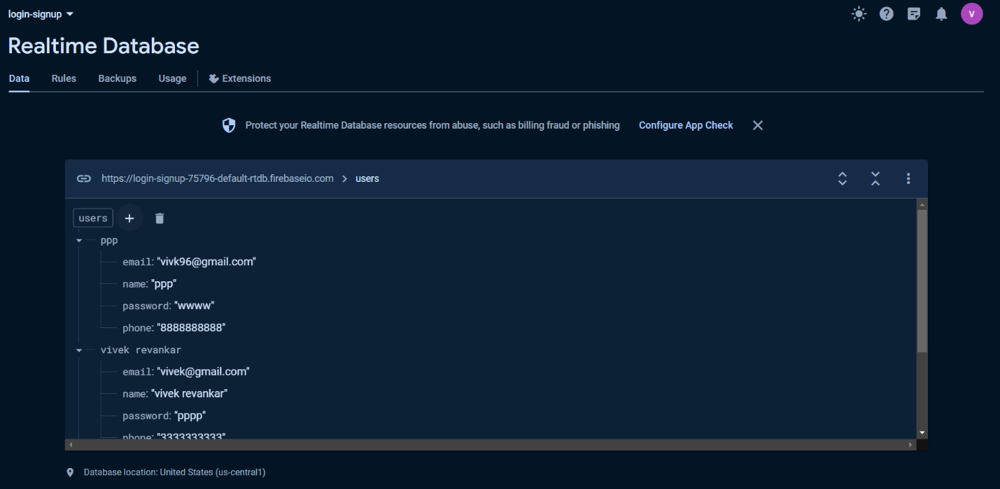 login-signup
V
Realtime Database
Data Rules Backups Usage Extensions
Protect your Realtime Database resources from abuse, such as billing fraud or phishing Configure App Check
https://login-signup-75796-default-rtdb.firebaseio.com users
users
ppp
email: "vivk96@gmail.com"
name: "ppp"
password: "wwww"
phone: "8888888888"
vivek revankar
email: "vivek@gmail.com"
name: "vivek revankar"
password: "pppp"
phone: "3333333333"
Database location: United States (us-central1)